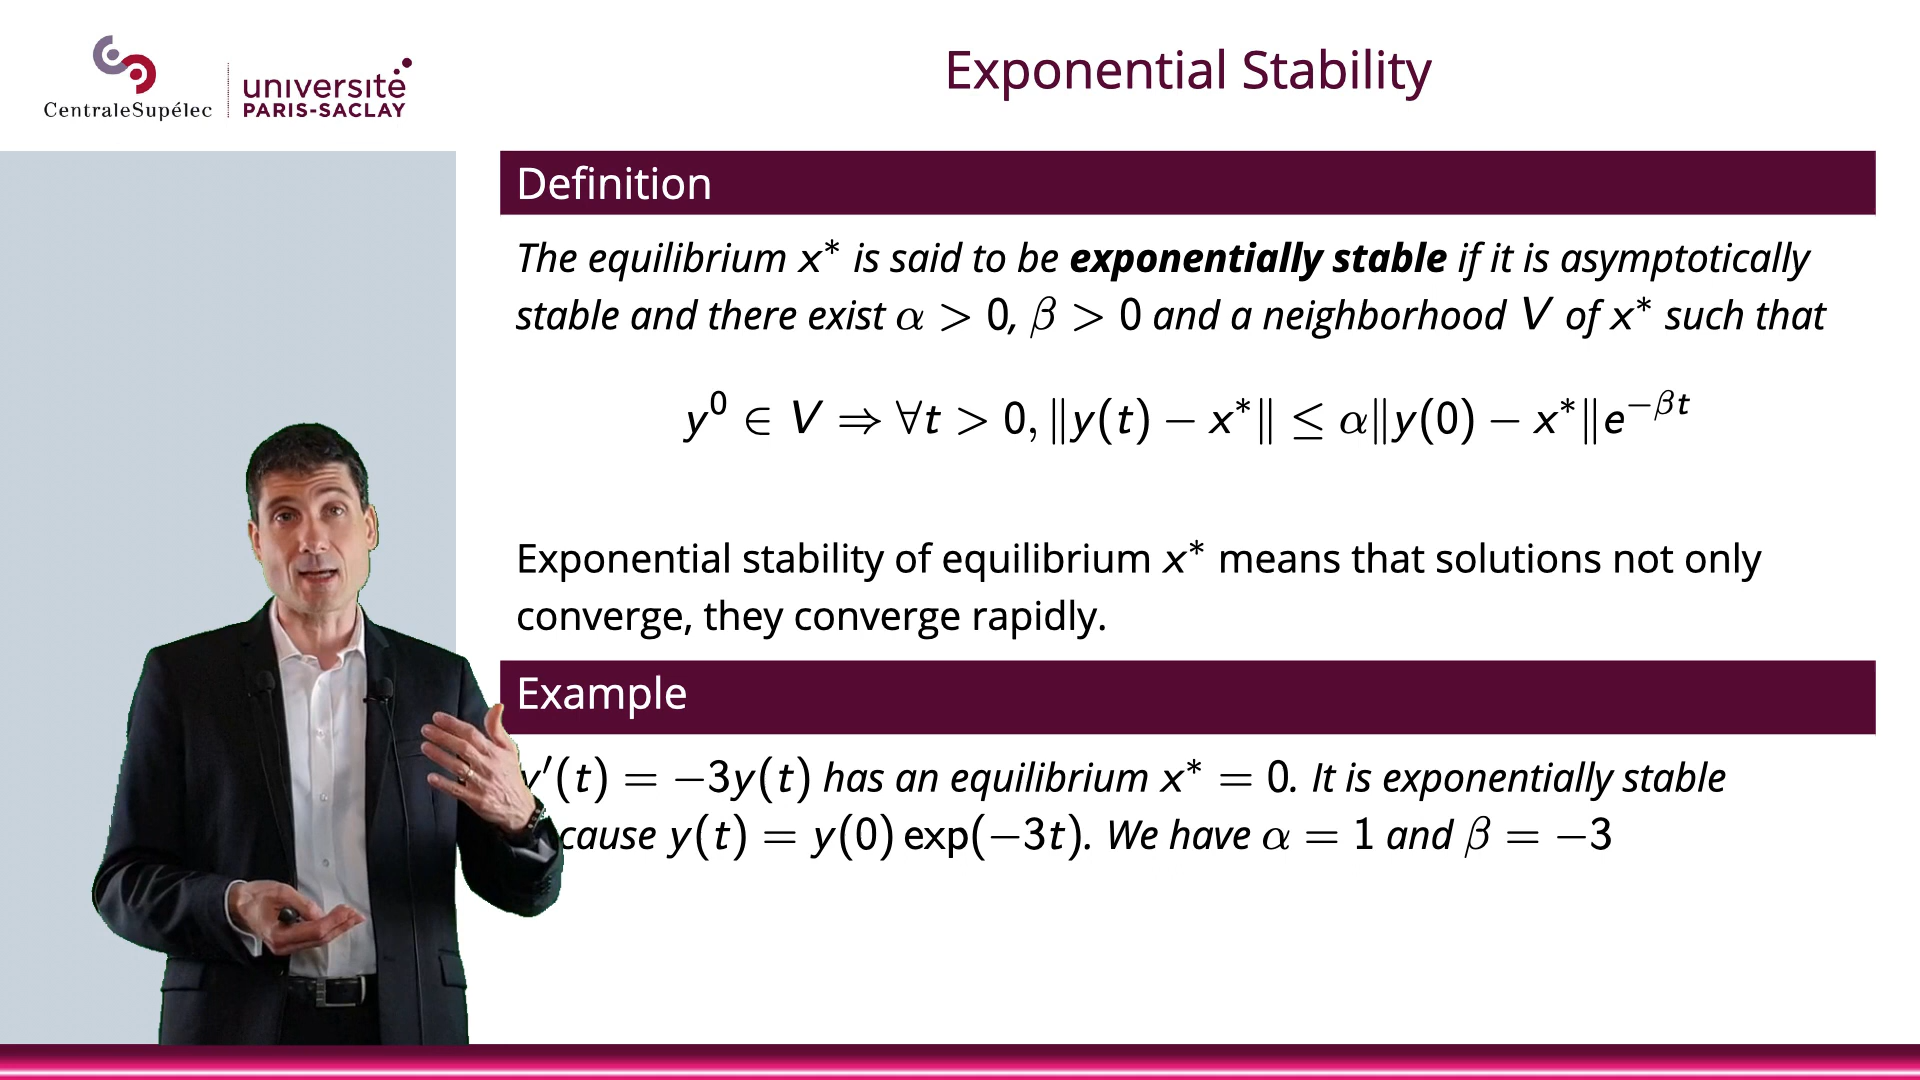 CentraleSupélec
université
PARIS-SACLAY
Exponential Stability
Definition
The equilibrium x* is said to be exponentially stable if it is asymptotically
stable and there exist α > 0, β > 0 and a neighborhood V of x* such that
y⁰ ∈ V ⇒ ∀t > 0, ‖y(t) − x*‖ ≤ α‖y(0) − x*‖e^{−βt}
Exponential stability of equilibrium x* means that solutions not only
converge, they converge rapidly.
Example
y′(t) = −3y(t) has an equilibrium x* = 0. It is exponentially stable
cause y(t) = y(0) exp(−3t). We have α = 1 and β = −3